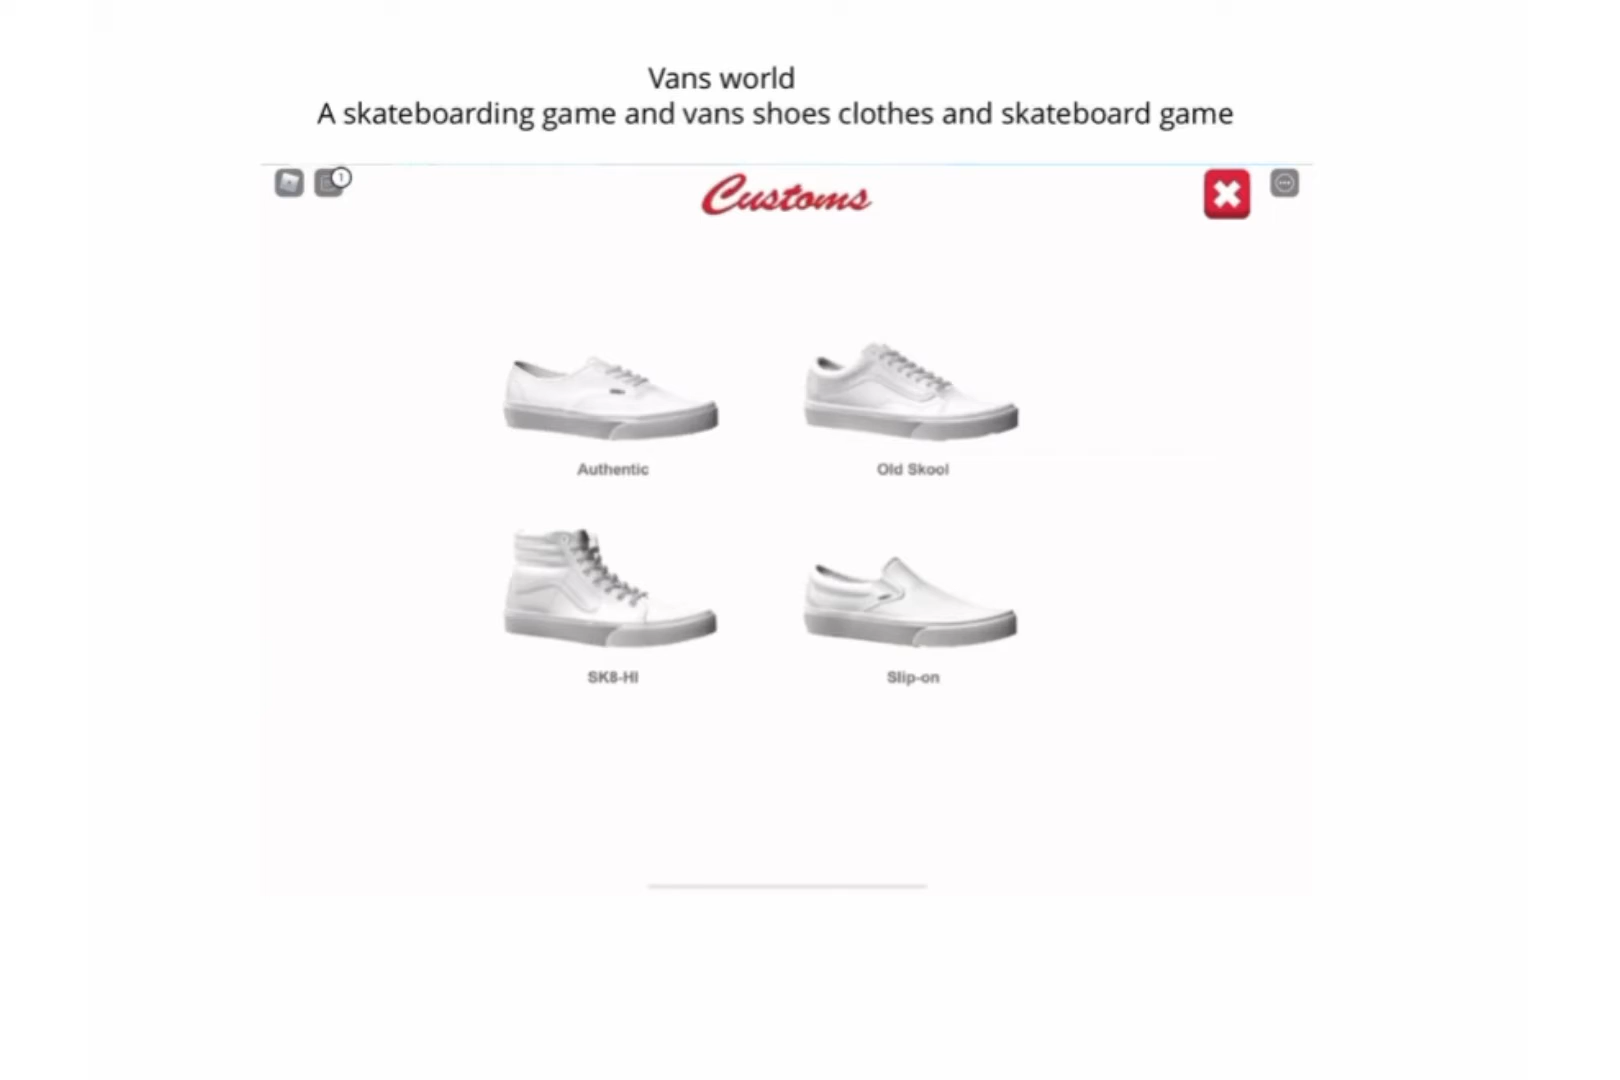 Vans world
A skateboarding game and vans shoes clothes and skateboard game
1
Customs
Authentic
Old Skool
SK8-HI
Slip-on